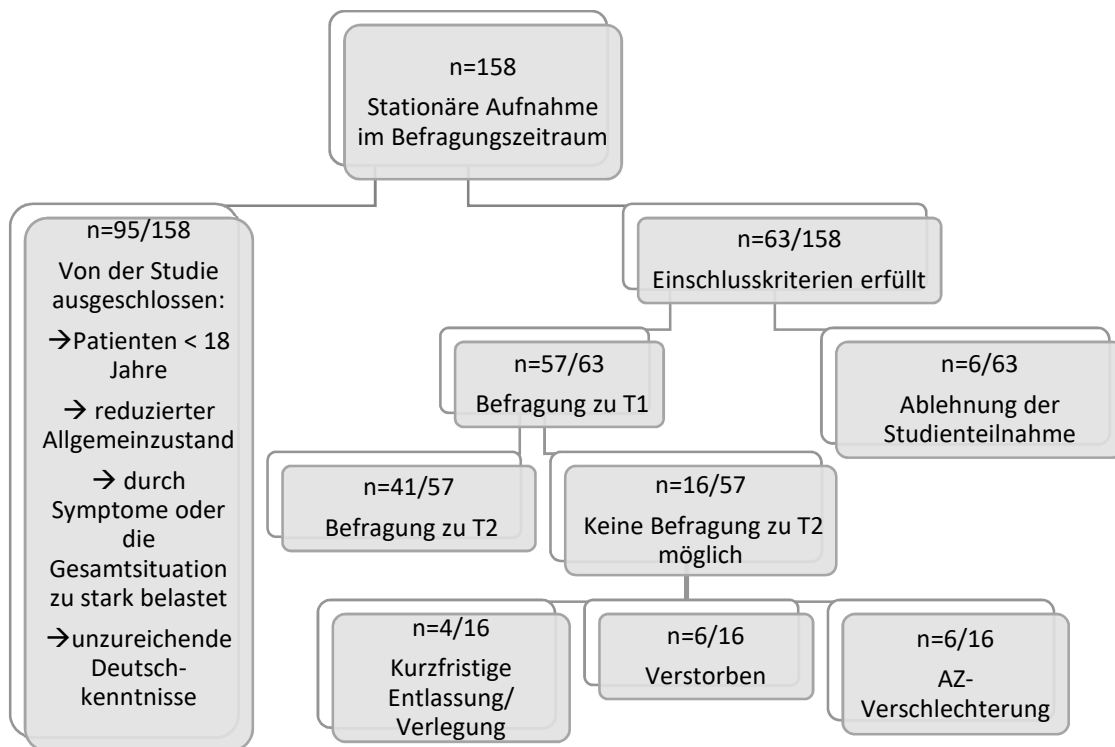 n=158
Stationäre Aufnahme
im Befragungszeitraum
n=95/158
Von der Studie
ausgeschlossen:
→Patienten < 18
Jahre
→ reduzierter
Allgemeinzustand
→ durch
Symptome oder
die
Gesamtsituation
zu stark belastet
→unzureichende
Deutsch-
kenntnisse
n=63/158
Einschlusskriterien erfüllt
n=57/63
Befragung zu T1
n=6/63
Ablehnung der
Studienteilnahme
n=41/57
Befragung zu T2
n=16/57
Keine Befragung zu T2
möglich
n=4/16
Kurzfristige
Entlassung/
Verlegung
n=6/16
Verstorben
n=6/16
AZ-
Verschlechterung